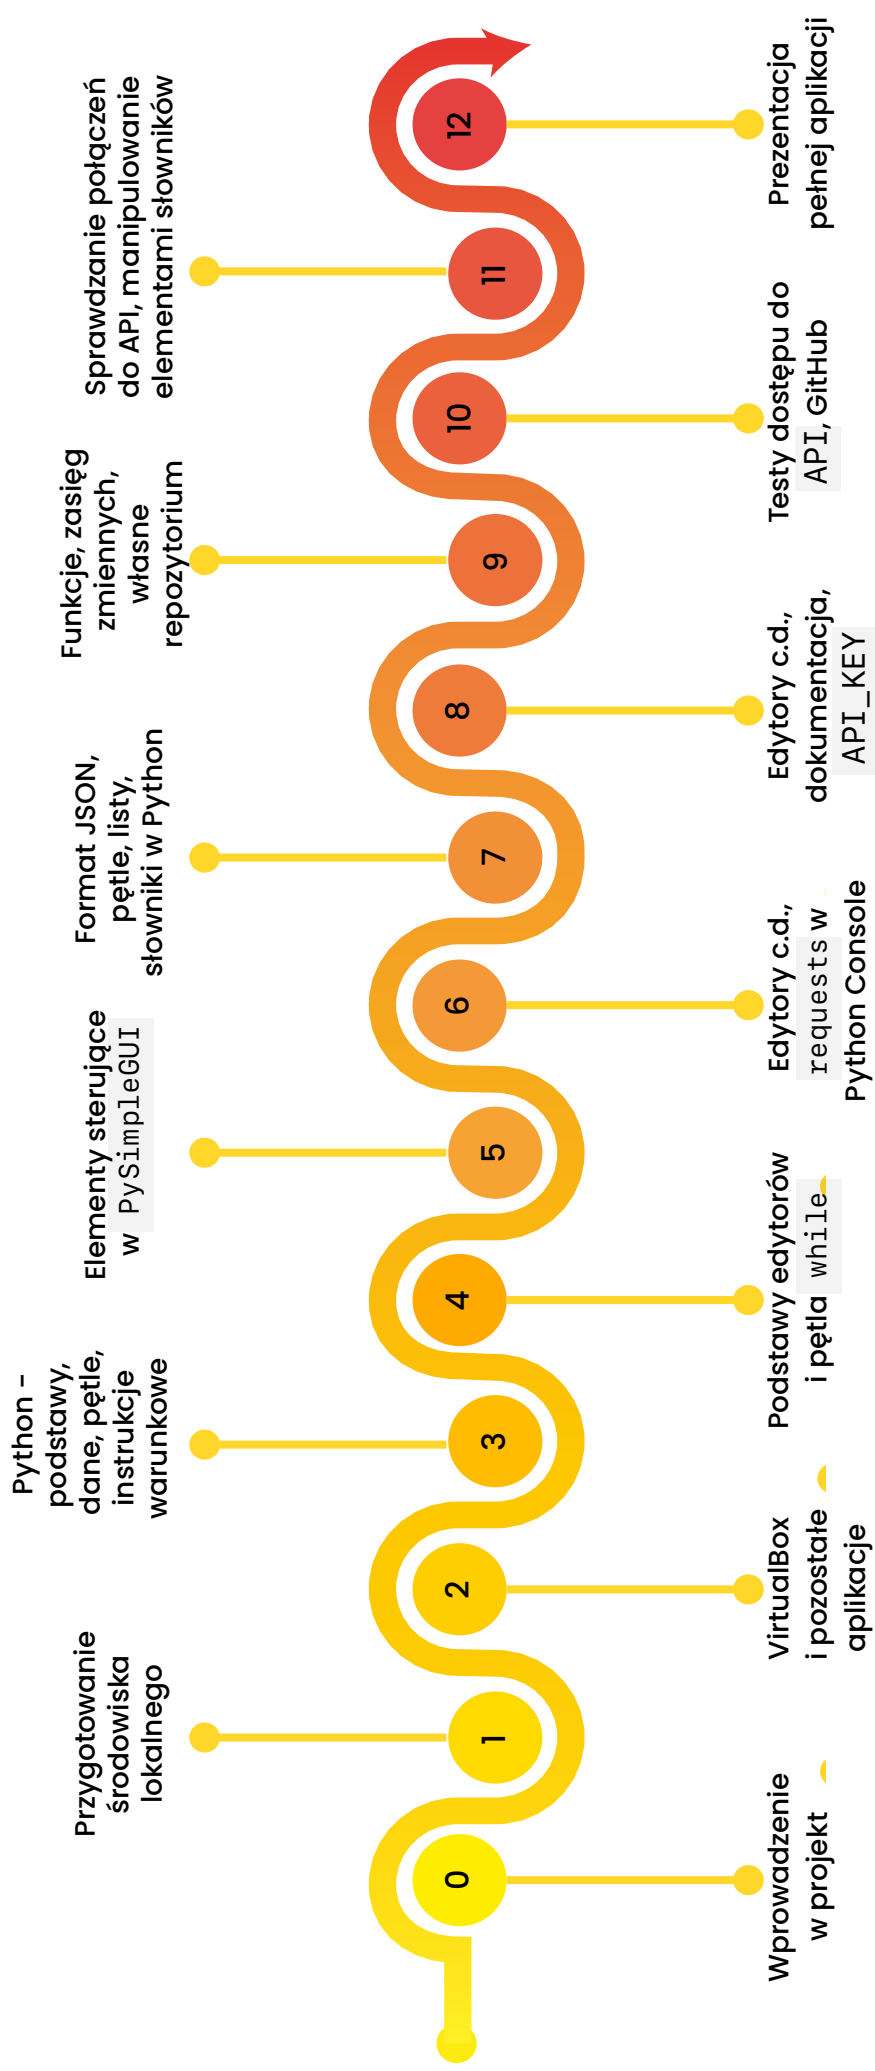 0
Wprowadzenie
w projekt
1
Przygotowanie
środowiska
lokalnego
2
VirtualBox
i pozostałe
aplikacje
3
Python –
podstawy,
dane, pętle,
instrukcje
warunkowe
4
Podstawy edytorów
i pętla while
5
Elementy sterujące
w PySimpleGUI
6
Edytory c.d.,
requests w
Python Console
7
Format JSON,
pętle, listy,
słowniki w Python
8
Edytory c.d.,
dokumentacja,
API_KEY
9
Funkcje, zasięg
zmiennych,
własne
repozytorium
10
Testy dostępu do
API, GitHub
11
Sprawdzanie połączeń
do API, manipulowanie
elementami słowników
12
Prezentacja
pełnej aplikacji